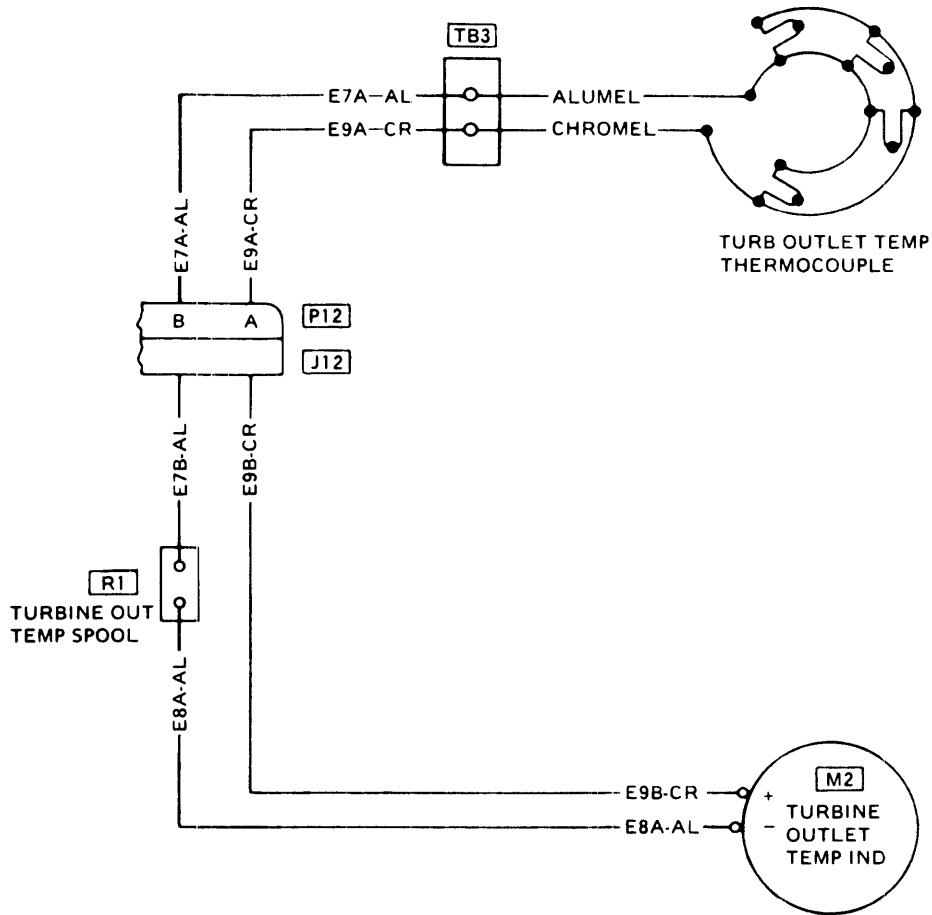 TB3
E7A-AL
ALUMEL
E9A-CR
CHROMEL
E7A-AL
E9A-CR
TURB OUTLET TEMP
THERMOCOUPLE
B
A
P12
J12
E7B-AL
E9B-CR
R1
TURBINE OUT
TEMP SPOOL
E8A-AL
E9B-CR
+
M2
TURBINE
OUTLET
TEMP IND
E8A-AL
−